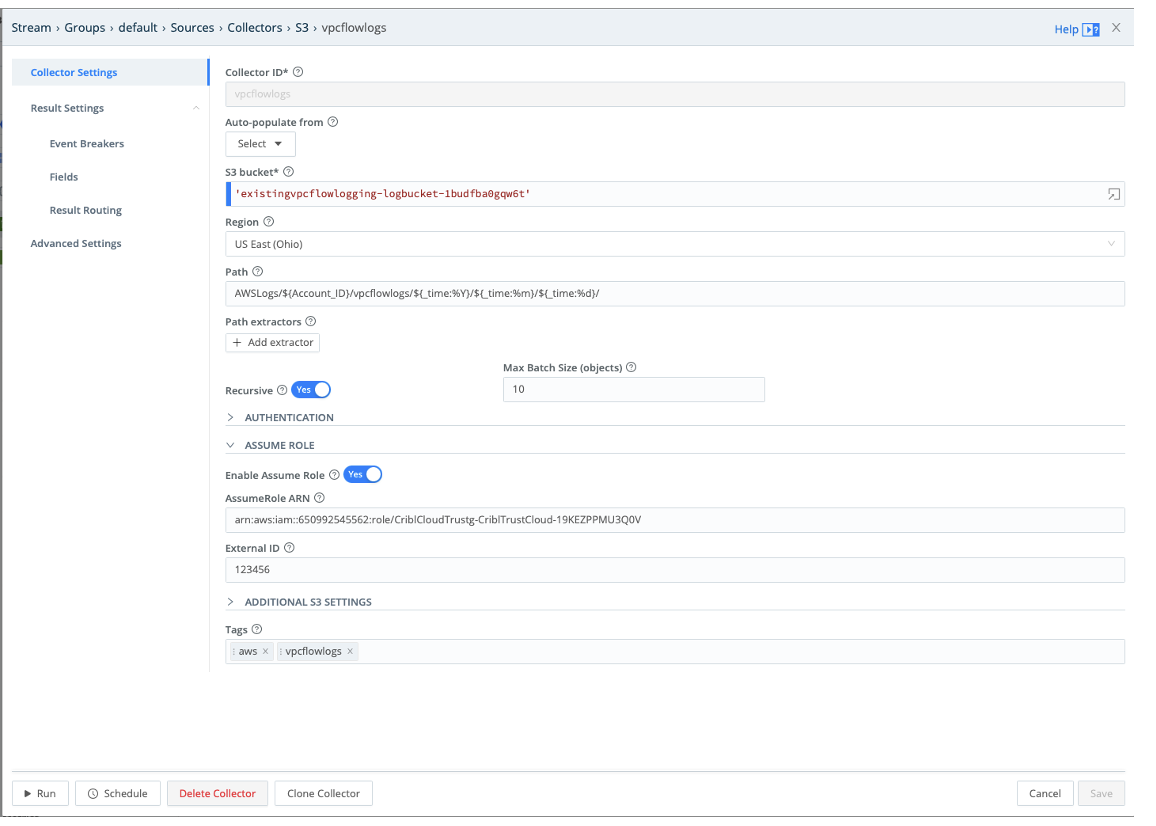 Stream › Groups › default › Sources › Collectors › S3 › vpcflowlogs
Help
Collector Settings
Result Settings
Event Breakers
Fields
Result Routing
Advanced Settings
Collector ID*
vpcflowlogs
Auto-populate from
Select
S3 bucket*
'existingvpcflowlogging-logbucket-1budfba0gqw6t'
Region
US East (Ohio)
Path
AWSLogs/${Account_ID}/vpcflowlogs/${_time:%Y}/${_time:%m}/${_time:%d}/
Path extractors
+ Add extractor
Recursive Yes
Max Batch Size (objects)
10
AUTHENTICATION
ASSUME ROLE
Enable Assume Role Yes
AssumeRole ARN
arn:aws:iam::650992545562:role/CriblCloudTrustg-CriblTrustCloud-19KEZPPMU3Q0V
External ID
123456
ADDITIONAL S3 SETTINGS
Tags
aws × vpcflowlogs ×
Run Schedule Delete Collector Clone Collector Cancel Save